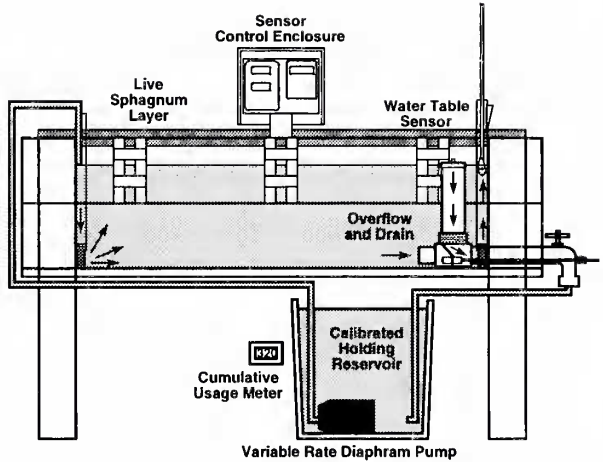 Sensor
Control Enclosure
Live
Sphagnum
Layer
Water Table
Sensor
Overflow
and Drain
Calibrated
Holding
Reservoir
Cumulative
Usage Meter
Variable Rate Diaphram Pump